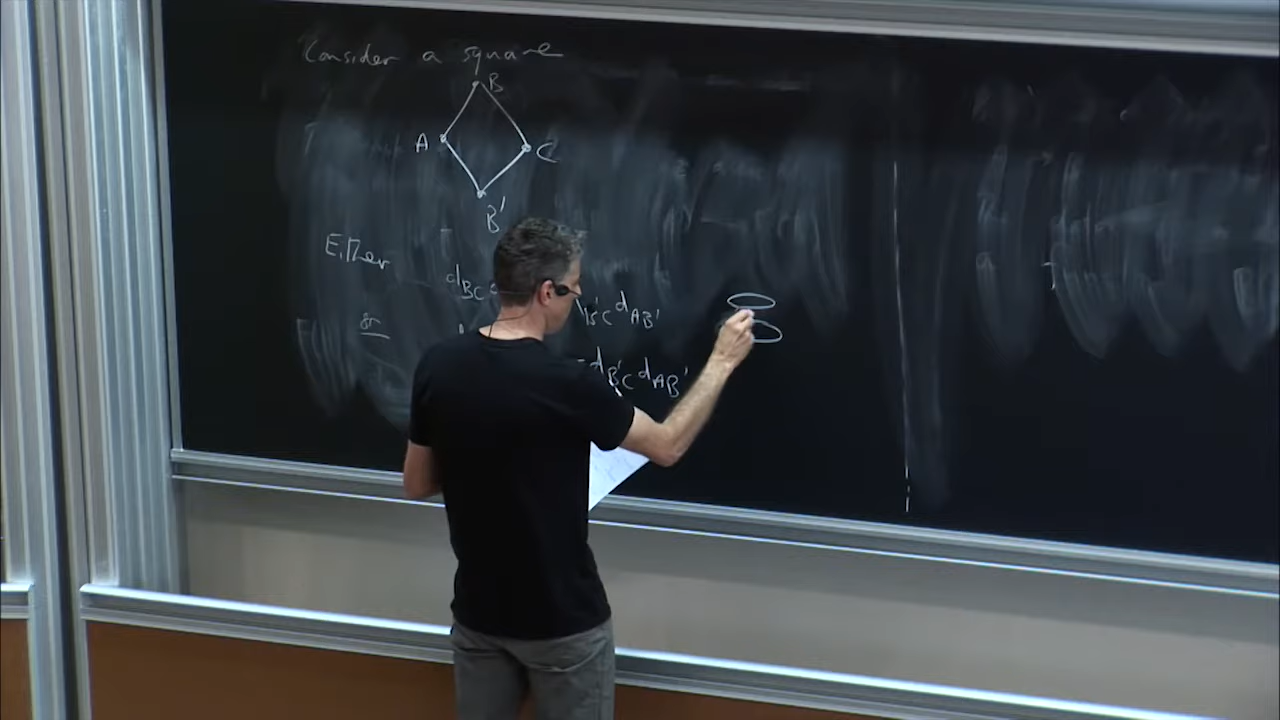 Consider a square
B
A C
B'
Either d_BC d_B'C d_AB'
or - d_B'C d_AB'